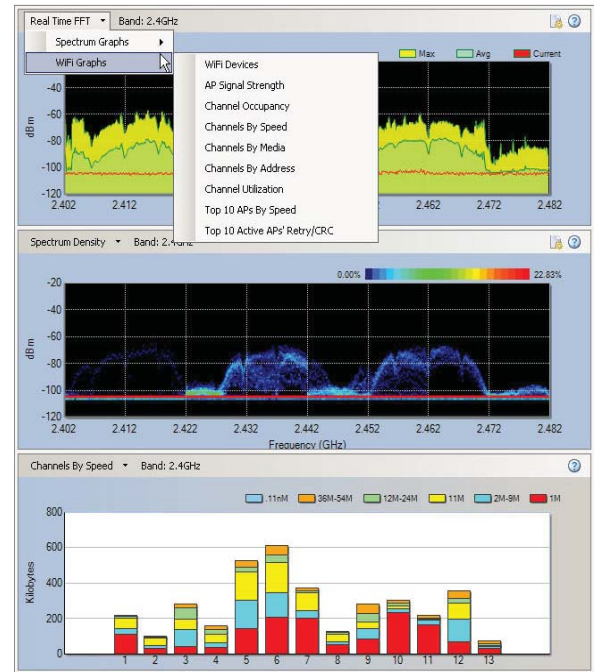 Real Time FFT Band: 2.4GHz
Spectrum Graphs
WiFi Graphs
WiFi Devices
AP Signal Strength
Channel Occupancy
Channels By Speed
Channels By Media
Channels By Address
Channel Utilization
Top 10 APs By Speed
Top 10 Active APs' Retry/CRC
Max Avg Current
-40
-60
-80
-100
-120
dBm
2.402 2.412 2.462 2.472 2.482
Spectrum Density Band: 2.4GHz
0.00% 22.83%
-20
-40
-60
-80
-100
-120
dBm
2.402 2.412 2.422 2.432 2.442 2.452 2.462 2.472 2.482
Frequency (GHz)
Channels By Speed Band: 2.4GHz
.11nM 36M-54M 12M-24M 11M 2M-9M 1M
800
600
400
200
0
Kilobytes
1 2 3 4 5 6 7 8 9 10 11 12 13